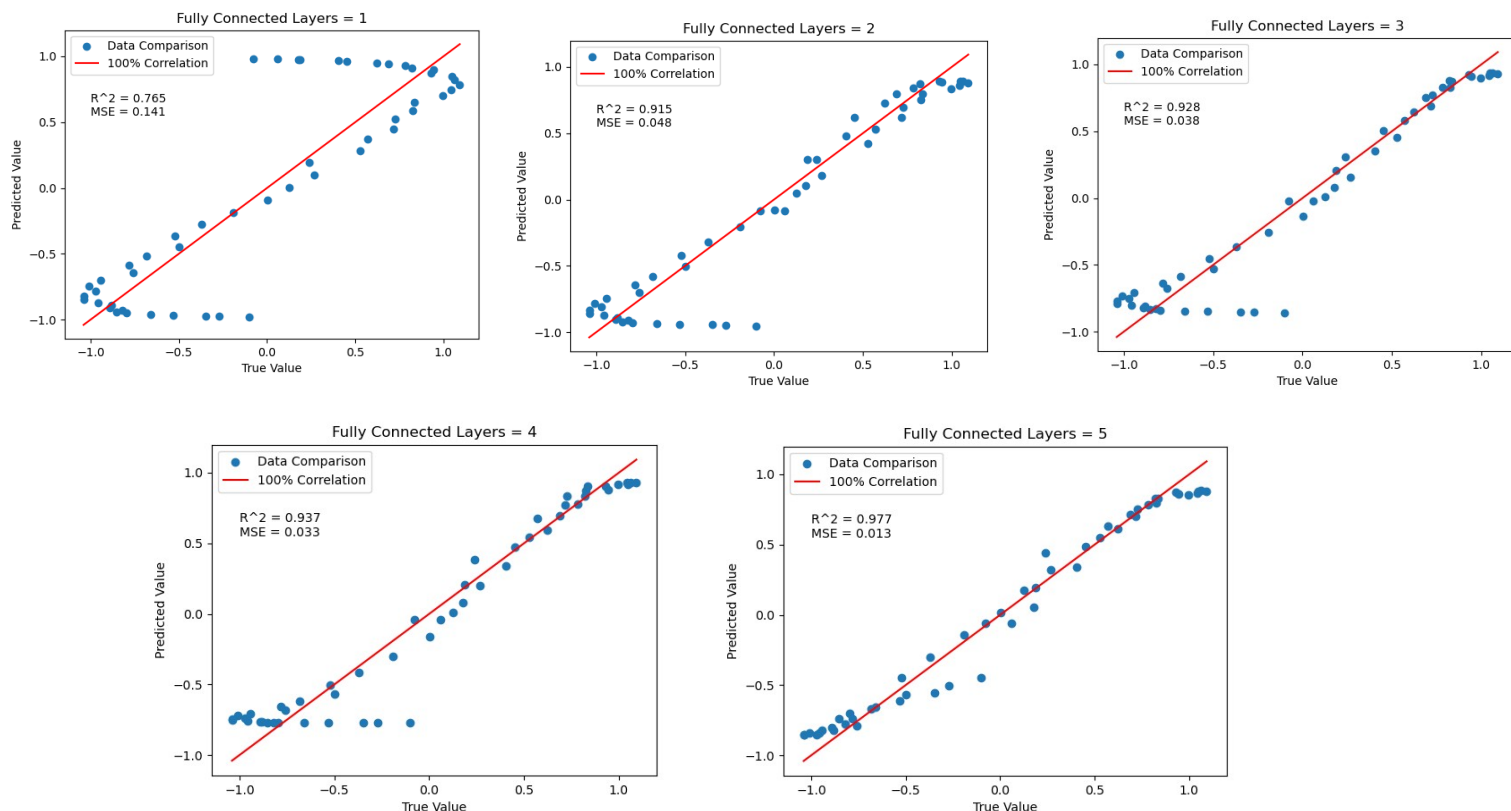 Fully Connected Layers = 1
Data Comparison
100% Correlation
R^2 = 0.765
MSE = 0.141
Predicted Value
1.0
0.5
0.0
−0.5
−1.0
−1.0 −0.5 0.0 0.5 1.0
True Value
Fully Connected Layers = 2
Data Comparison
100% Correlation
R^2 = 0.915
MSE = 0.048
Predicted Value
1.0
0.5
0.0
−0.5
−1.0
−1.0 −0.5 0.0 0.5 1.0
True Value
Fully Connected Layers = 3
Data Comparison
100% Correlation
R^2 = 0.928
MSE = 0.038
Predicted Value
1.0
0.5
0.0
−0.5
−1.0
−1.0 −0.5 0.0 0.5 1.0
True Value
Fully Connected Layers = 4
Data Comparison
100% Correlation
R^2 = 0.937
MSE = 0.033
Predicted Value
1.0
0.5
0.0
−0.5
−1.0
−1.0 −0.5 0.0 0.5 1.0
True Value
Fully Connected Layers = 5
Data Comparison
100% Correlation
R^2 = 0.977
MSE = 0.013
Predicted Value
1.0
0.5
0.0
−0.5
−1.0
−1.0 −0.5 0.0 0.5 1.0
True Value